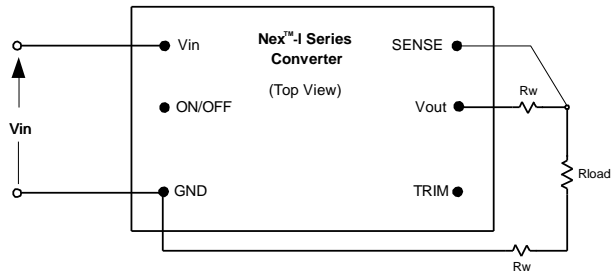 Nex™-I Series
Converter
(Top View)
Vin
ON/OFF
GND
SENSE
Vout
TRIM
Vin
Rw
Rload
Rw